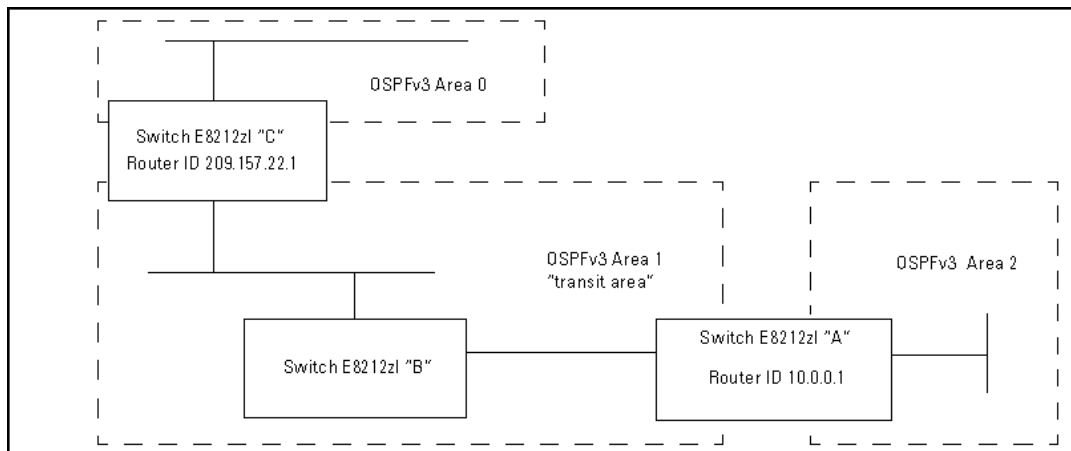 OSPFv3 Area 0
Switch E8212zl "C"
Router ID 209.157.22.1
OSPFv3 Area 1
"transit area"
OSPFv3 Area 2
Switch E8212zl "A"
Router ID 10.0.0.1
Switch E8212zl "B"